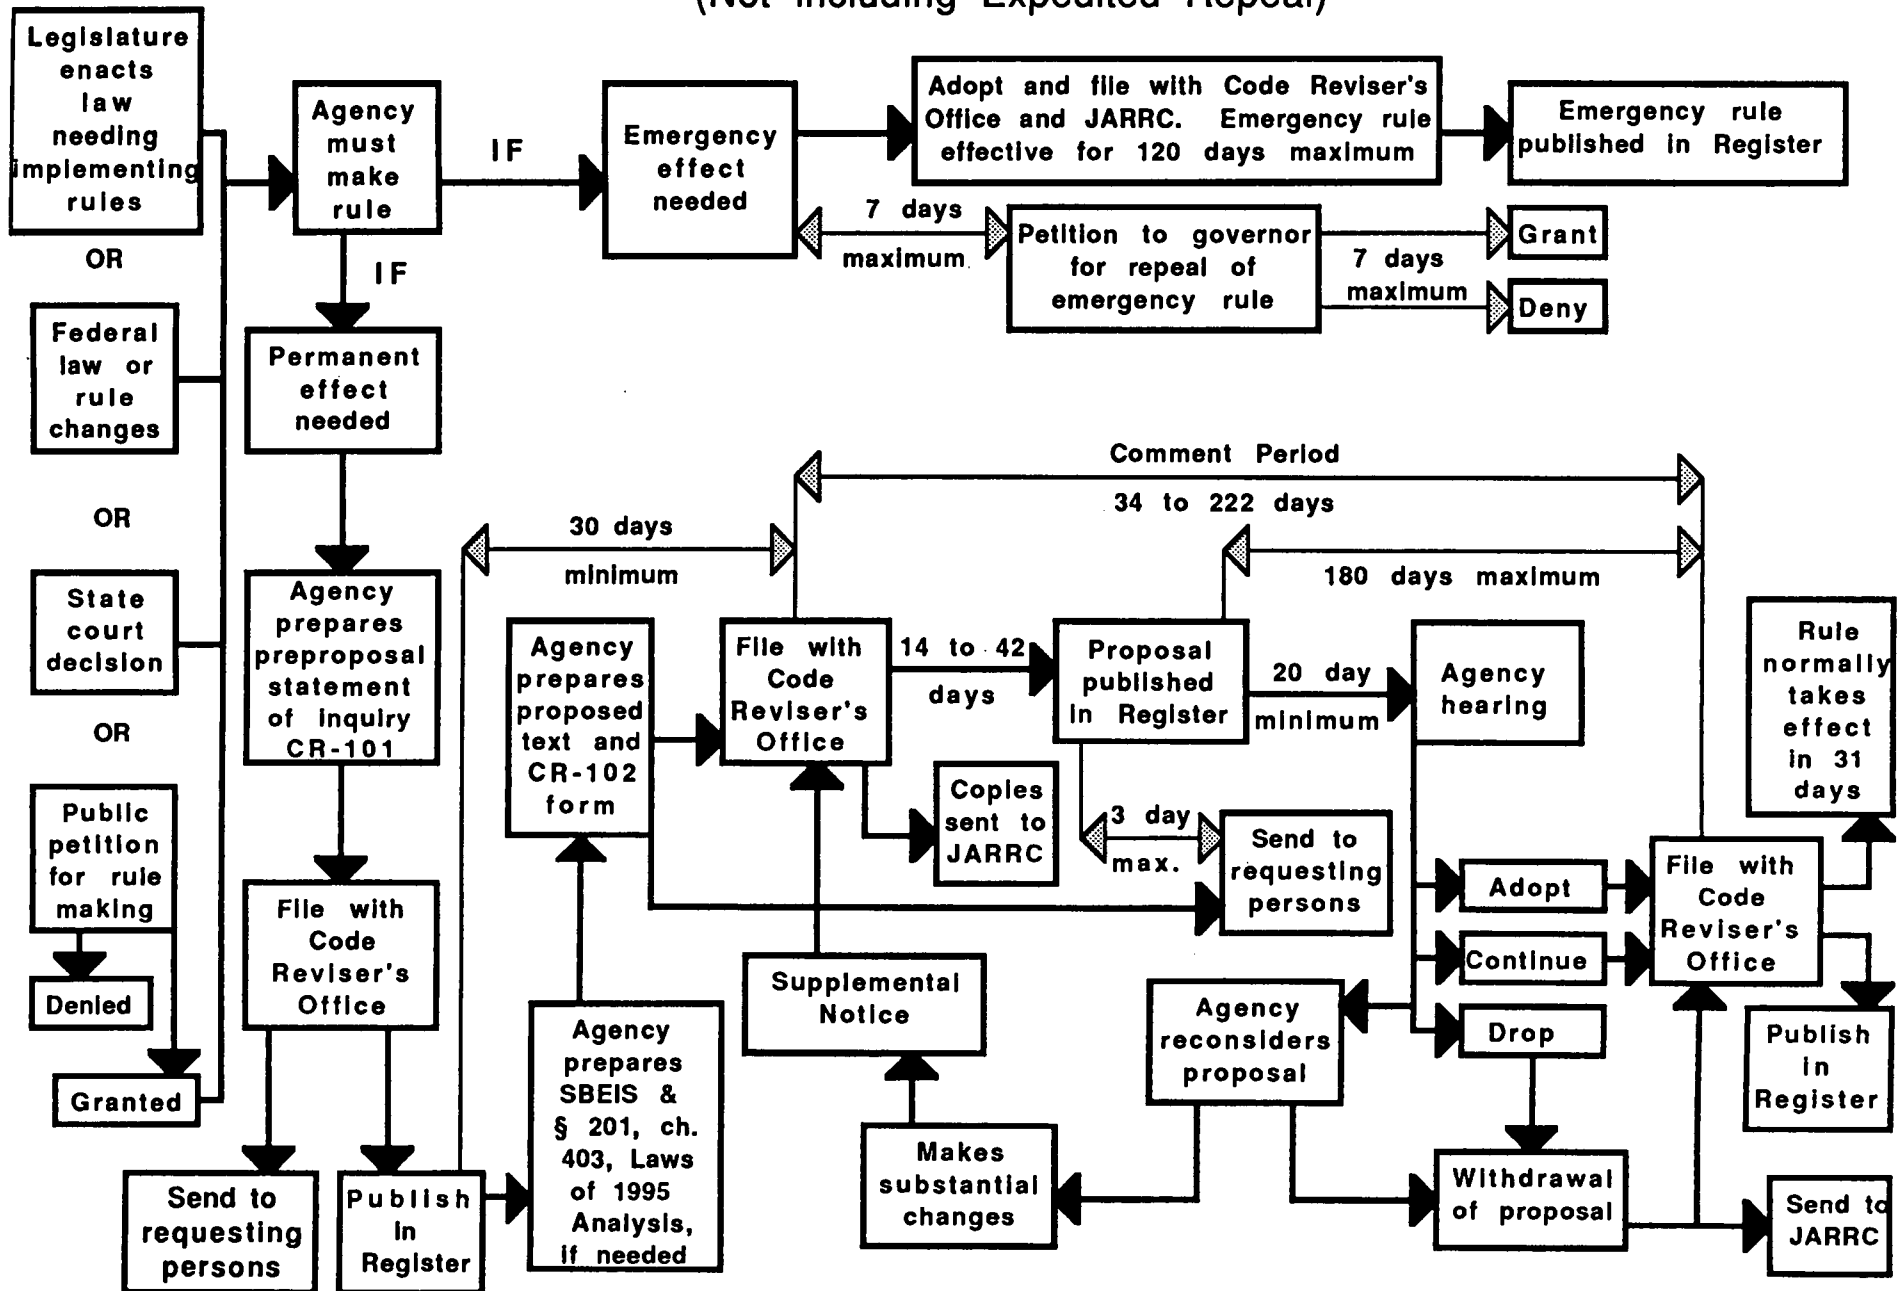 (Not Including Expedited Repeal)
Legislature
enacts
law
needing
implementing
rules
OR
Federal
law or
rule
changes
OR
State
court
decision
OR
Public
petition
for rule
making
Denied
Granted
Agency
must
make
rule
IF
IF
Emergency
effect
needed
Adopt and file with Code Reviser's
Office and JARRC. Emergency rule
effective for 120 days maximum
Emergency rule
published in Register
7 days
maximum
Petition to governor
for repeal of
emergency rule
7 days
maximum
Grant
Deny
Permanent
effect
needed
Agency
prepares
preproposal
statement
of inquiry
CR-101
File with
Code
Reviser's
Office
Send to
requesting
persons
Publish
in
Register
30 days
minimum
Agency
prepares
SBEIS &
§ 201, ch.
403, Laws
of 1995
Analysis,
if needed
Agency
prepares
proposed
text and
CR-102
form
File with
Code
Reviser's
Office
Comment Period
34 to 222 days
180 days maximum
14 to 42
days
Proposal
published
in Register
20 day
minimum
Agency
hearing
Copies
sent to
JARRC
3 day
max.
Send to
requesting
persons
Supplemental
Notice
Makes
substantial
changes
Agency
reconsiders
proposal
Adopt
Continue
Drop
Withdrawal
of proposal
File with
Code
Reviser's
Office
Rule
normally
takes
effect
in 31
days
Publish
in
Register
Send to
JARRC